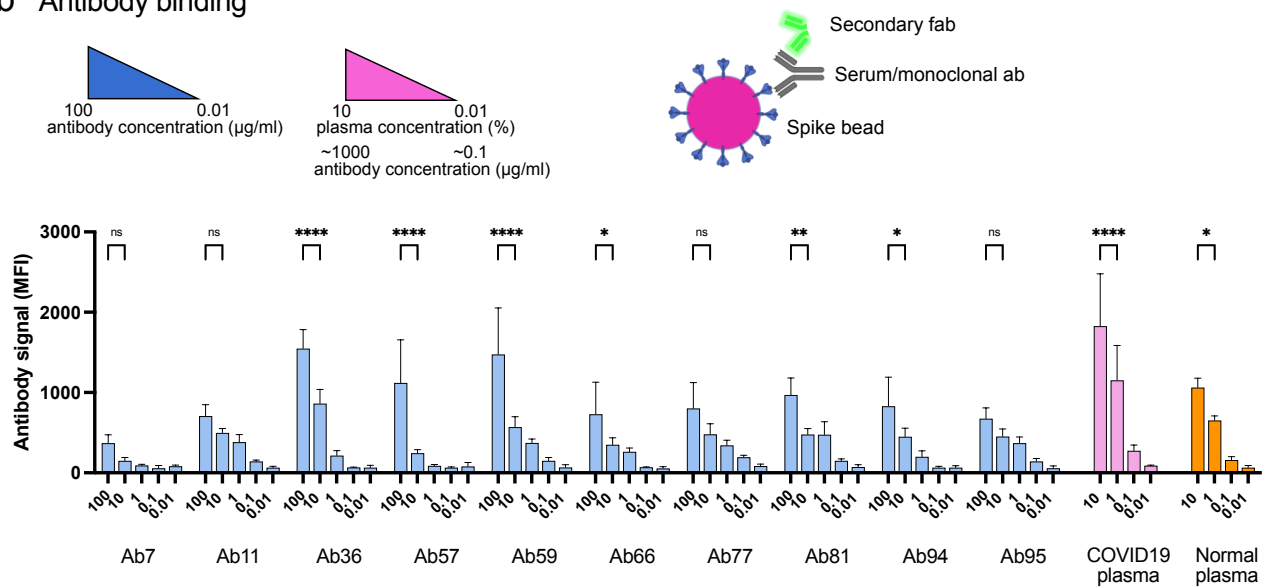 b Antibody binding
Secondary fab
Serum/monoclonal ab
Spike bead
100 0.01
antibody concentration (µg/ml)
10 0.01
plasma concentration (%)
~1000 ~0.1
antibody concentration (µg/ml)
ns ns **** **** **** * ns ** * ns **** *
Antibody signal (MFI)
3000
2000
1000
0
100 10 1 0.1 0.01 100 10 1 0.1 0.01 100 10 1 0.1 0.01 100 10 1 0.1 0.01 100 10 1 0.1 0.01 100 10 1 0.1 0.01 100 10 1 0.1 0.01 100 10 1 0.1 0.01 100 10 1 0.1 0.01 100 10 1 0.1 0.01 10 1 0.1 0.01 10 1 0.1 0.01
Ab7 Ab11 Ab36 Ab57 Ab59 Ab66 Ab77 Ab81 Ab94 Ab95 COVID19 Normal
plasma plasma